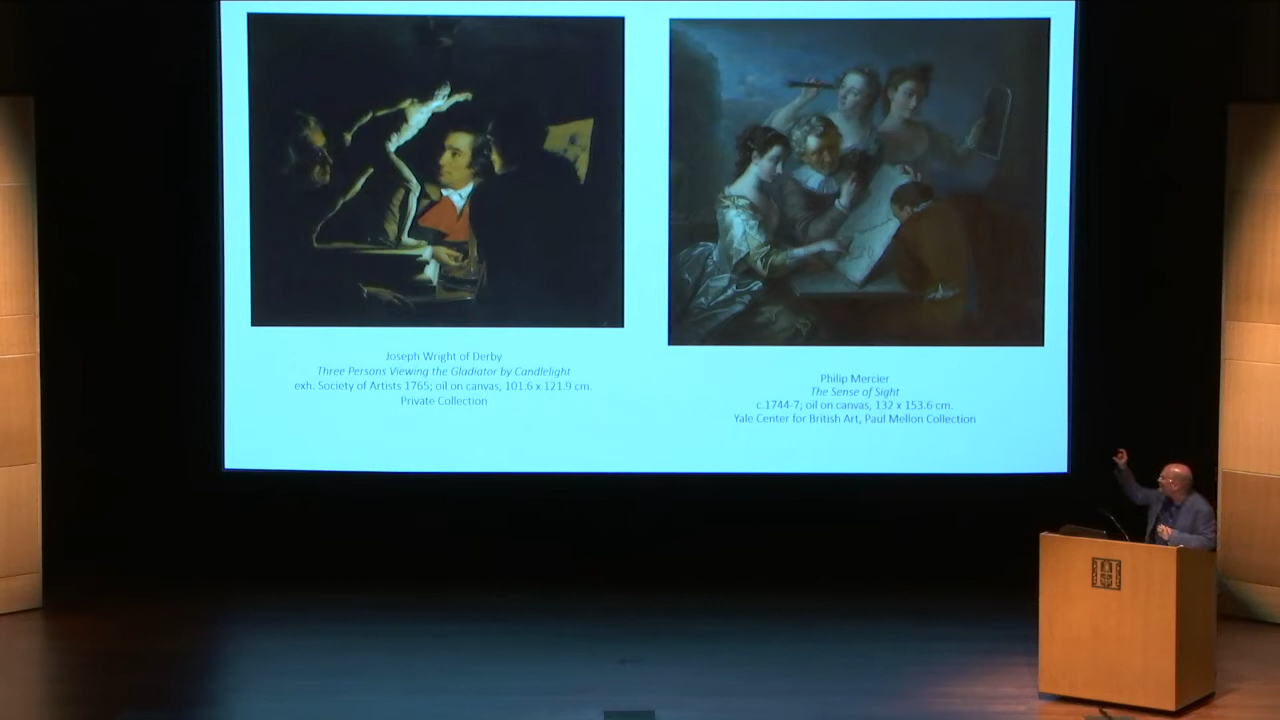 Joseph Wright of Derby
Three Persons Viewing the Gladiator by Candlelight
exh. Society of Artists 1765; oil on canvas, 101.6 x 121.9 cm.
Private Collection
Philip Mercier
The Sense of Sight
c.1744-7; oil on canvas, 132 x 153.6 cm.
Yale Center for British Art, Paul Mellon Collection